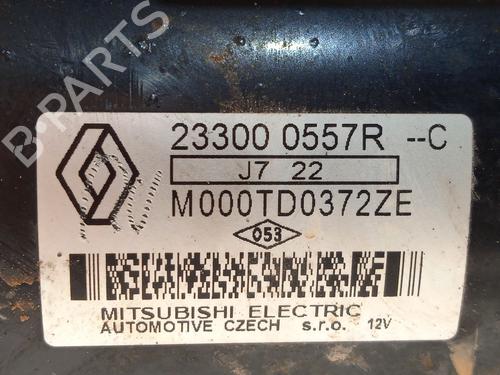 B-PARTS
23300 0557R --C
J7 22
M000TD0372ZE
053
MITSUBISHI ELECTRIC
AUTOMOTIVE CZECH s.r.o. 12V